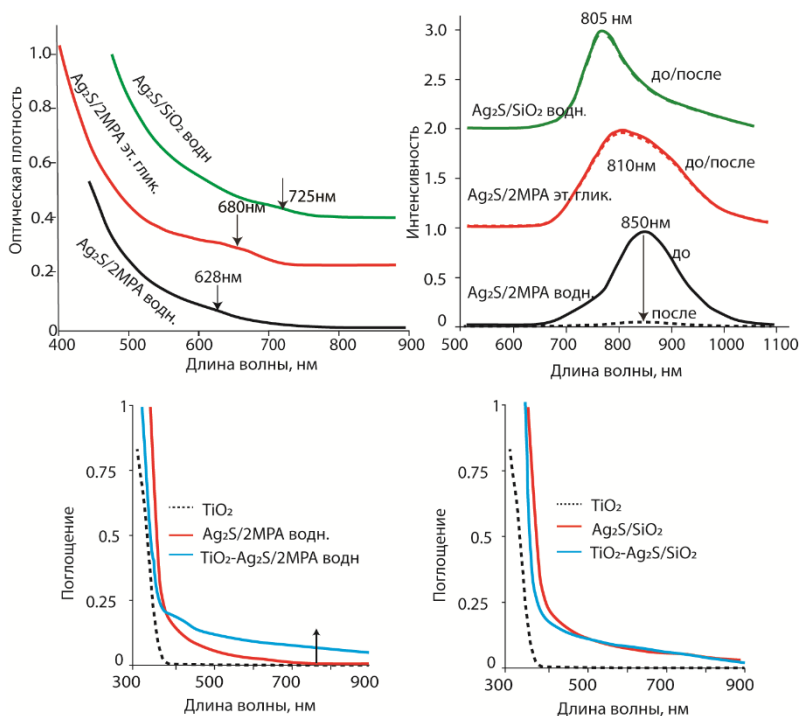 Оптическая плотность
1.0
0.8
0.6
0.4
0.2
0
Ag₂S/SiO₂ водн
Ag₂S/2MPA эт. глик.
Ag₂S/2MPA водн.
725нм
680нм
628нм
400 500 600 700 800 900
Длина волны, нм
Интенсивность
3.0
2.5
2.0
1.5
1.0
0.5
0.0
805 нм
до/после
Ag₂S/SiO₂ водн.
до/после
810нм
Ag₂S/2MPA эт. глик.
850нм
до
Ag₂S/2MPA водн.
после
500 600 700 800 900 1000 1100
Длина волны, нм
Поглощение
1
0.75
0.5
0.25
0
TiO₂
Ag₂S/2MPA водн.
TiO₂-Ag₂S/2MPA водн
300 500 700 900
Длина волны, нм
Поглощение
1
0.75
0.5
0.25
0
TiO₂
Ag₂S/SiO₂
TiO₂-Ag₂S/SiO₂
300 500 700 900
Длина волны, нм